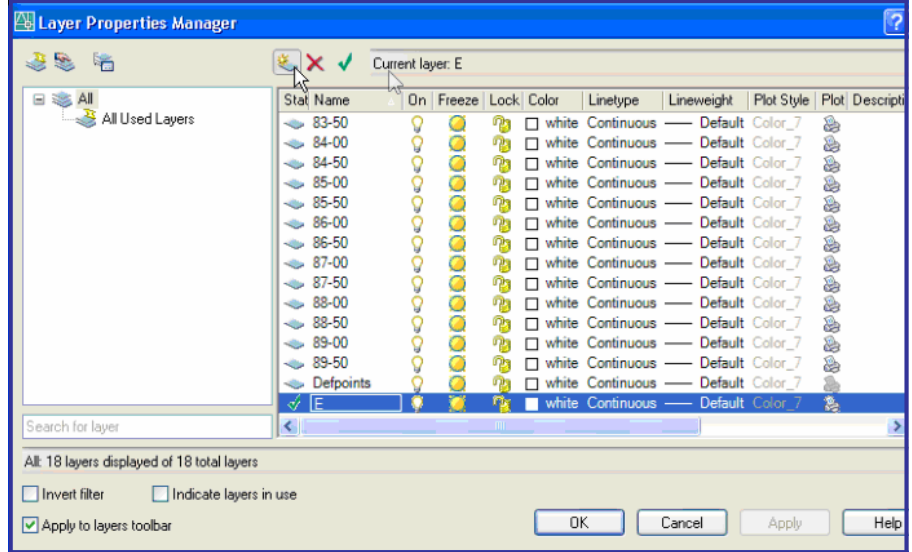 Layer Properties Manager
Current layer: E
All
All Used Layers
Stat Name On Freeze Lock Color Linetype Lineweight Plot Style Plot Descripti
83-50 white Continuous Default Color_7
84-00 white Continuous Default Color_7
84-50 white Continuous Default Color_7
85-00 white Continuous Default Color_7
85-50 white Continuous Default Color_7
86-00 white Continuous Default Color_7
86-50 white Continuous Default Color_7
87-00 white Continuous Default Color_7
87-50 white Continuous Default Color_7
88-00 white Continuous Default Color_7
88-50 white Continuous Default Color_7
89-00 white Continuous Default Color_7
89-50 white Continuous Default Color_7
Defpoints white Continuous Default Color_7
E white Continuous Default Color_7
Search for layer
All: 18 layers displayed of 18 total layers
Invert filter Indicate layers in use
Apply to layers toolbar
OK Cancel Apply Help